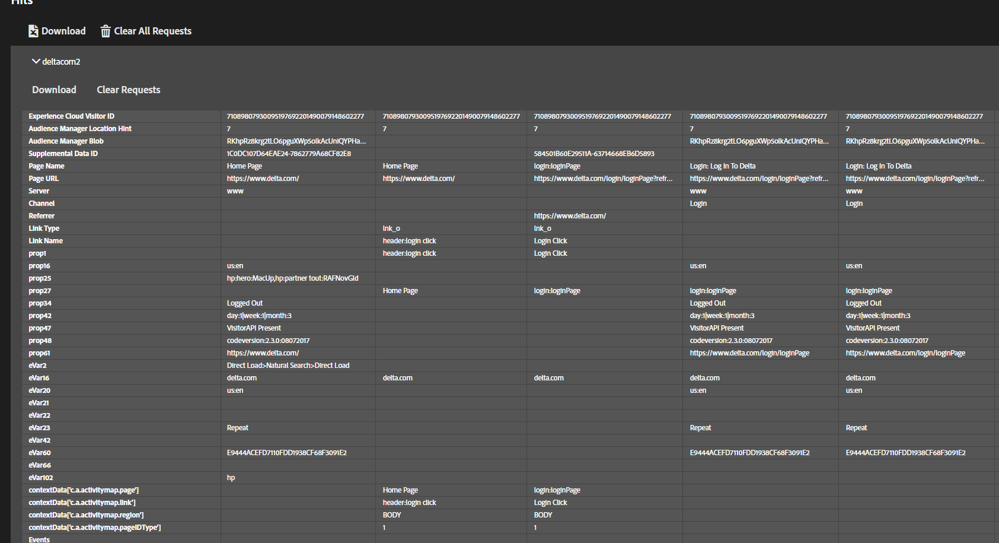 Hits
Download Clear All Requests
deltacom2
Download Clear Requests
Experience Cloud Visitor ID 71089807930095197692201490079148602277 71089807930095197692201490079148602277 71089807930095197692201490079148602277 71089807930095197692201490079148602277 71089807930095197692201490079148602277
Audience Manager Location Hint 7 7 7 7 7
Audience Manager Blob RKhpRz8krg2tLO6pguXWp5olkAcUniQYPHa... RKhpRz8krg2tLO6pguXWp5olkAcUniQYPHa... RKhpRz8krg2tLO6pguXWp5olkAcUniQYPHa...
Supplemental Data ID 1C0DC107D64EAE24-7862779A68CF82E8 584501B60E29511A-63714668EB6D5893
Page Name Home Page Home Page login:loginPage Login: Log In To Delta Login: Log In To Delta
Page URL https://www.delta.com/ https://www.delta.com/ https://www.delta.com/login/loginPage?refr... https://www.delta.com/login/loginPage?refr... https://www.delta.com/login/loginPage?refr...
Server www www www
Channel Login Login
Referrer https://www.delta.com/
Link Type lnk_o lnk_o
Link Name header:login click Login Click
prop1 header:login click Login Click
prop16 us:en us:en us:en
prop25 hp:hero:MacUp,hp:partner tout:RAFNovGld
prop27 Home Page login:loginPage login:loginPage login:loginPage
prop34 Logged Out Logged Out Logged Out
prop42 day:1|week:1|month:3 day:1|week:1|month:3 day:1|week:1|month:3
prop47 VisitorAPI Present VisitorAPI Present VisitorAPI Present
prop48 codeversion:2.3.0:08072017 codeversion:2.3.0:08072017 codeversion:2.3.0:08072017
prop61 https://www.delta.com/ https://www.delta.com/login/loginPage https://www.delta.com/login/loginPage
eVar2 Direct Load>Natural Search>Direct Load
eVar16 delta.com delta.com delta.com delta.com delta.com
eVar20 us:en us:en us:en
eVar21
eVar22
eVar23 Repeat Repeat Repeat
eVar42
eVar60 E9444ACEFD7110FDD1938CF68F3091E2 E9444ACEFD7110FDD1938CF68F3091E2 E9444ACEFD7110FDD1938CF68F3091E2
eVar66
eVar102 hp
contextData['c.a.activitymap.page'] Home Page login:loginPage
contextData['c.a.activitymap.link'] header:login click Login Click
contextData['c.a.activitymap.region'] BODY BODY
contextData['c.a.activitymap.pageIDType'] 1 1
Events